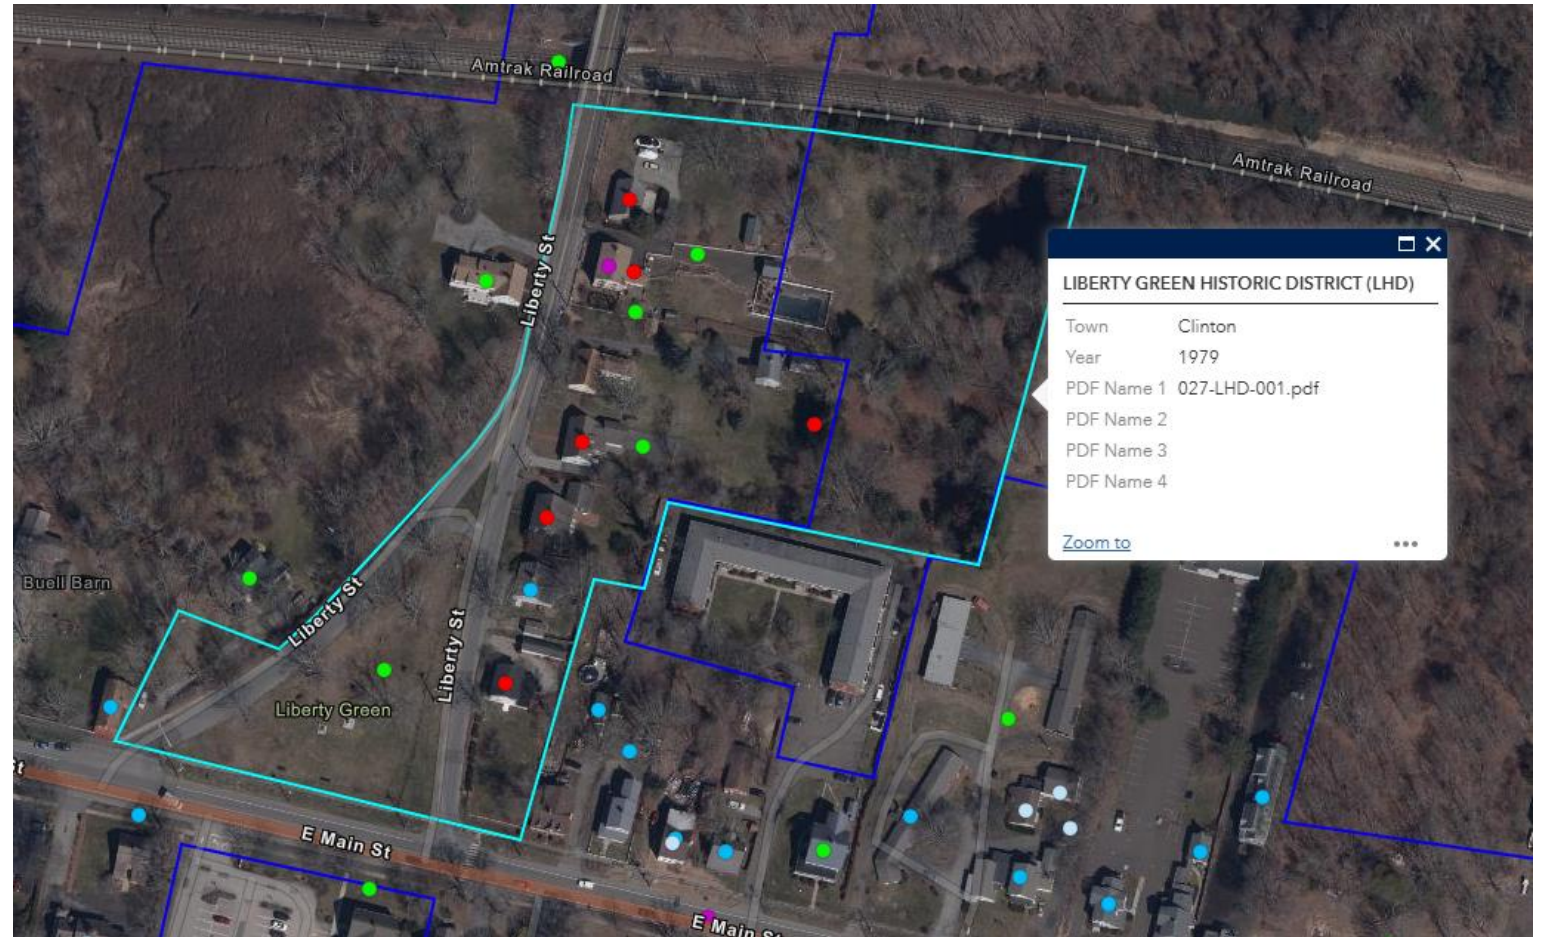 Amtrak Railroad
Amtrak Railroad
Liberty St
LIBERTY GREEN HISTORIC DISTRICT (LHD)
Town Clinton
Year 1979
PDF Name 1 027-LHD-001.pdf
PDF Name 2
PDF Name 3
PDF Name 4
Zoom to
Buell Barn
Liberty St
Liberty St
Liberty Green
St
E Main St
E Main St